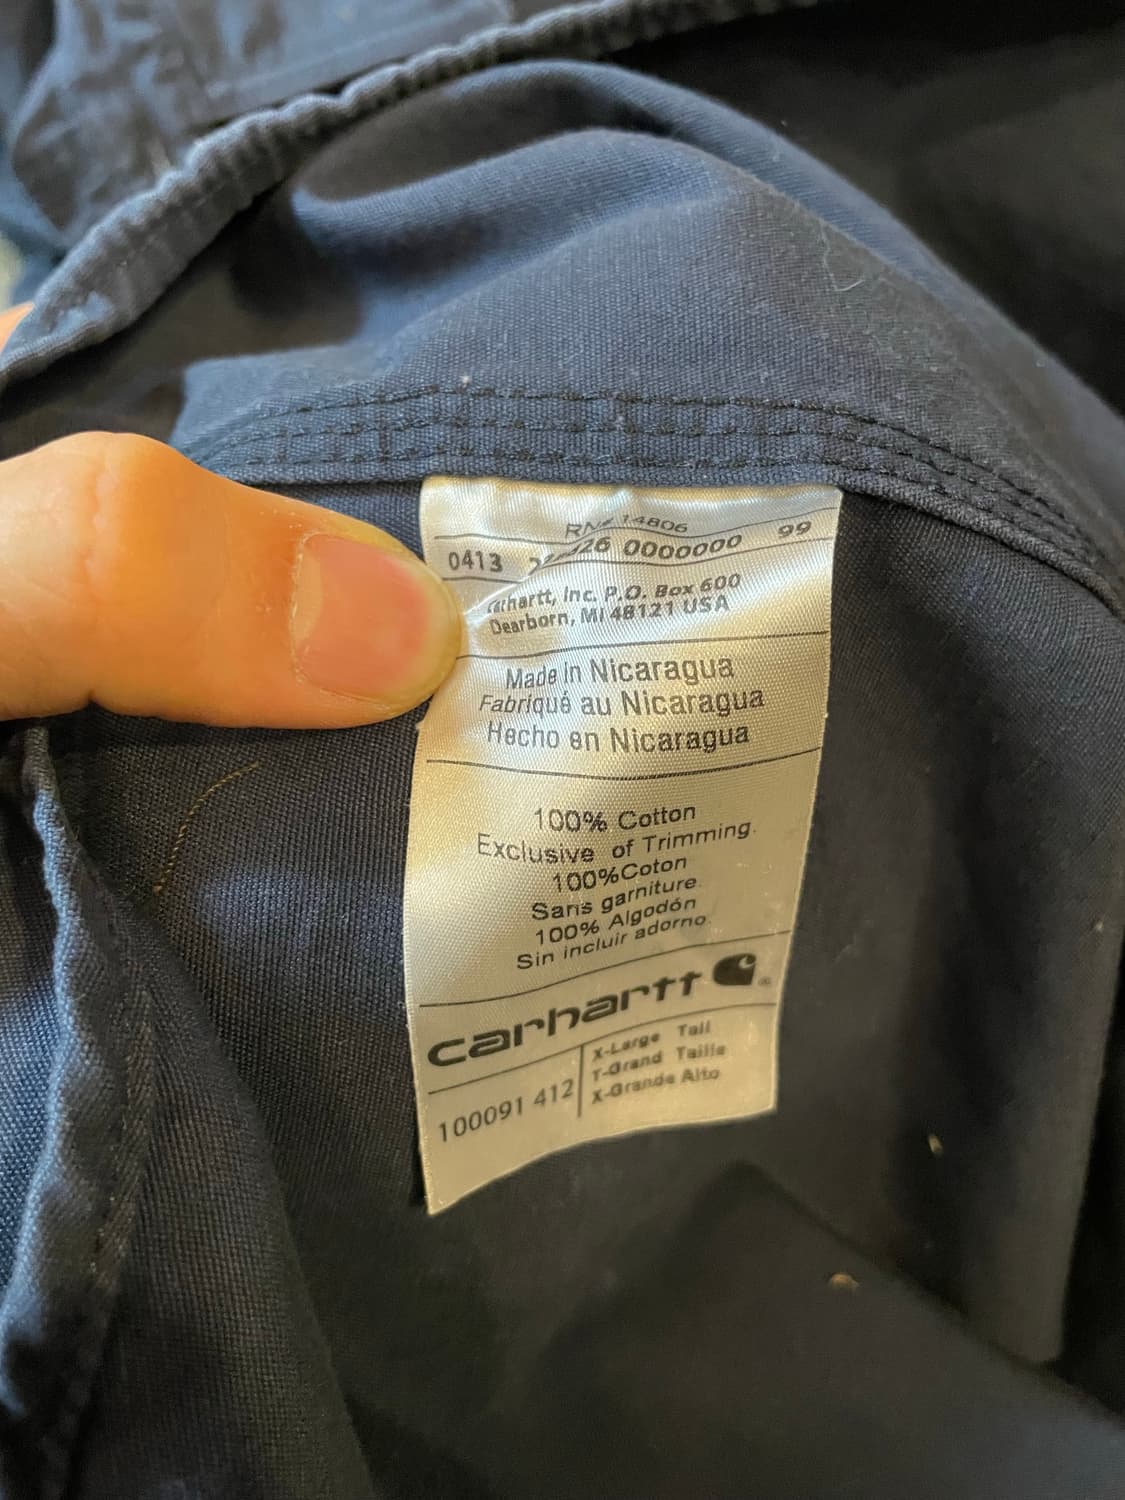 RN# 14806
0413 0000000 99
Inc. P.O. Box 600
Dearborn, MI 48121 USA
Made in Nicaragua
Fabriqué au Nicaragua
Hecho en Nicaragua
100% Cotton
Exclusive of Trimming.
100%Coton
Sans garniture.
100% Algodón
Sin incluir adorno.
carhartt ®
100091 412
X-Large Tall
T-Grand Taille
X-Grande Alto